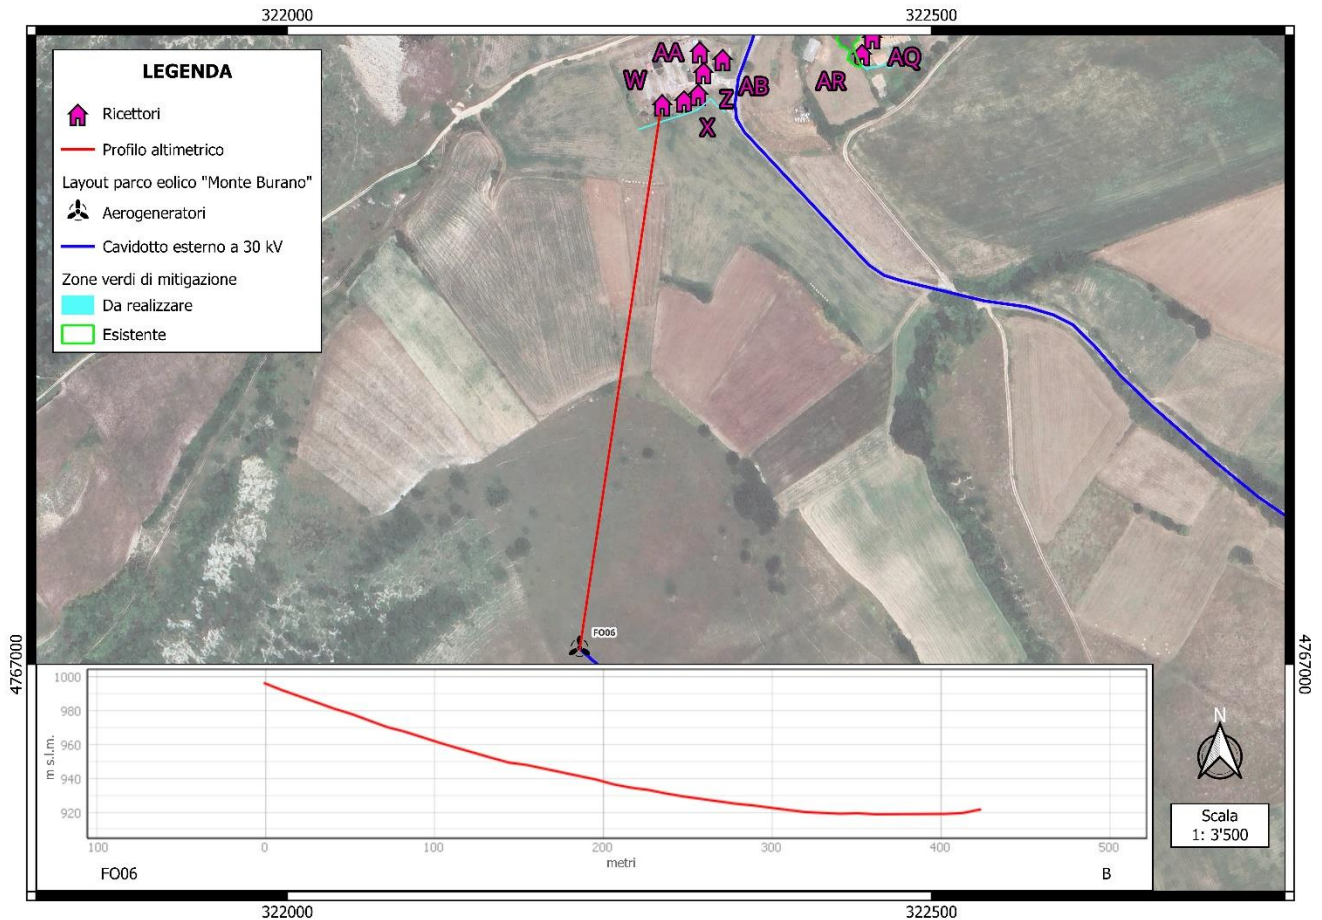 322000
322500
LEGENDA
Ricettori
Profilo altimetrico
Layout parco eolico "Monte Burano"
Aerogeneratori
Cavidotto esterno a 30 kV
Zone verdi di mitigazione
Da realizzare
Esistente
AA
W
Z
AB
X
AR
AQ
FO06
4767000
4767000
1000
980
960
940
920
m s.l.m.
100
0
100
200
300
400
500
metri
FO06
B
N
Scala
1: 3'500
322000
322500